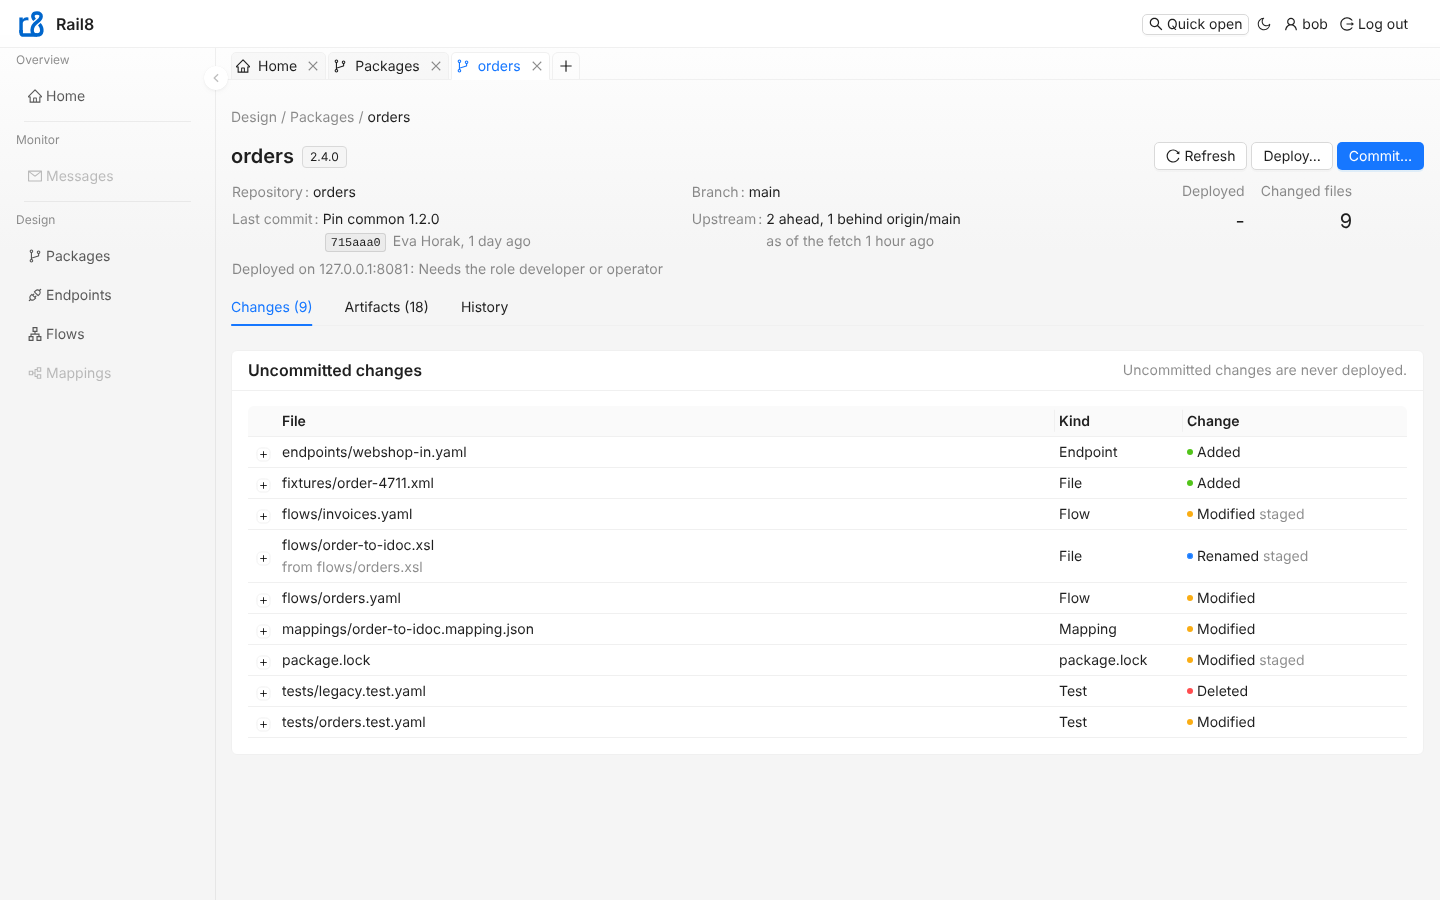 r8 Rail8
Quick open
bob
Log out
Overview
Home
Monitor
Messages
Design
Packages
Endpoints
Flows
Mappings
Home
Packages
orders
Design / Packages / orders
orders 2.4.0
Refresh
Deploy...
Commit...
Repository: orders
Branch: main
Deployed
-
Changed files
9
Last commit: Pin common 1.2.0
715aaa0 Eva Horak, 1 day ago
Upstream: 2 ahead, 1 behind origin/main
as of the fetch 1 hour ago
Deployed on 127.0.0.1:8081: Needs the role developer or operator
Changes (9)
Artifacts (18)
History
Uncommitted changes
Uncommitted changes are never deployed.
File Kind Change
+ endpoints/webshop-in.yaml Endpoint Added
+ fixtures/order-4711.xml File Added
+ flows/invoices.yaml Flow Modified staged
+ flows/order-to-idoc.xsl File Renamed staged
from flows/orders.xsl
+ flows/orders.yaml Flow Modified
+ mappings/order-to-idoc.mapping.json Mapping Modified
+ package.lock package.lock Modified staged
+ tests/legacy.test.yaml Test Deleted
+ tests/orders.test.yaml Test Modified